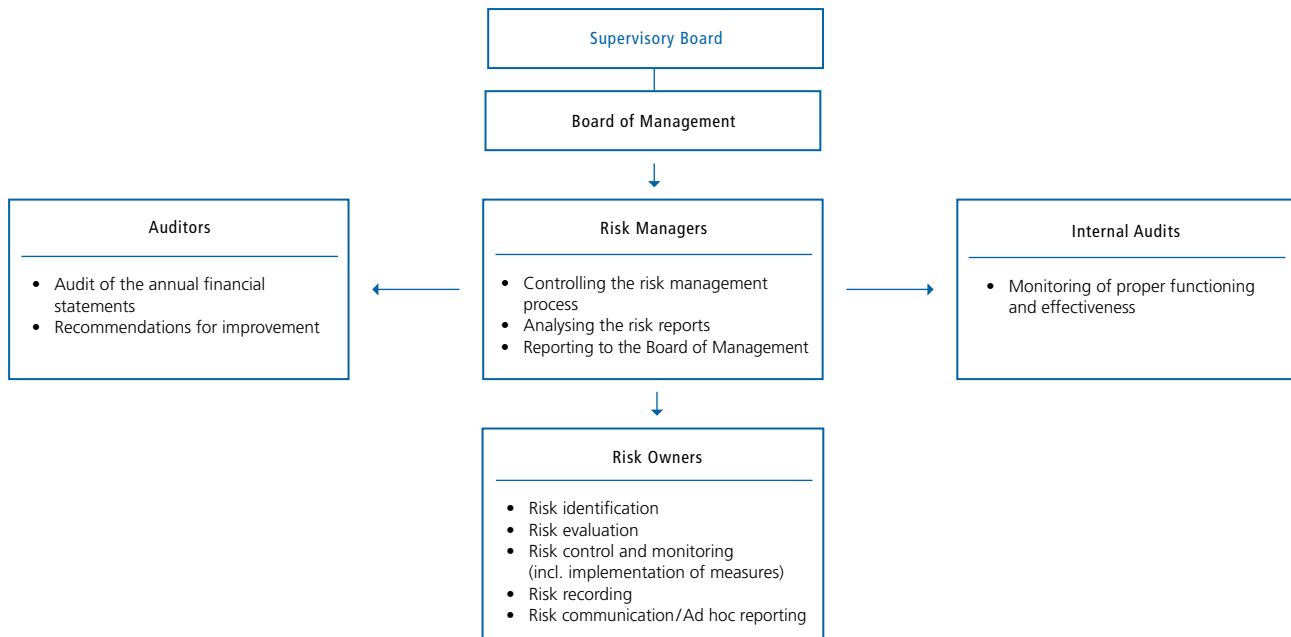 Supervisory Board
Board of Management
Auditors
• Audit of the annual financial
statements
• Recommendations for improvement
Risk Managers
• Controlling the risk management
process
• Analysing the risk reports
• Reporting to the Board of Management
Internal Audits
• Monitoring of proper functioning
and effectiveness
Risk Owners
• Risk identification
• Risk evaluation
• Risk control and monitoring
(incl. implementation of measures)
• Risk recording
• Risk communication/Ad hoc reporting